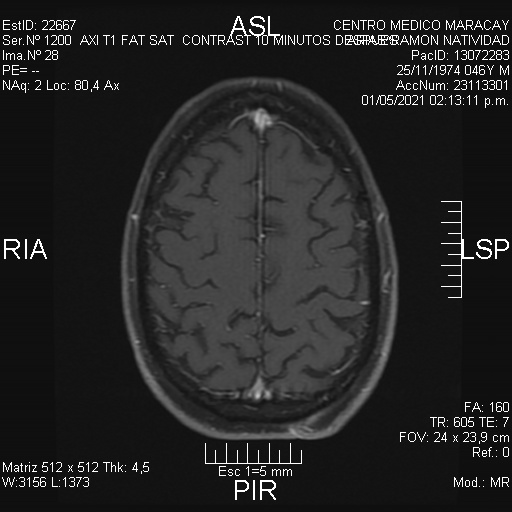 EstID: 22667
Ser.Nº 1200 AXI T1 FAT SAT CONTRAST 10 MINUTOS DESPUES
Ima.Nº 28
PE= --
NAq: 2 Loc: 80,4 Ax
ASL
CENTRO MEDICO MARACAY
RAMON NATIVIDAD
PacID: 13072283
25/11/1974 046Y M
AccNum: 23113301
01/05/2021 02:13:11 p.m.
RIA
LSP
Matriz 512 x 512 Thk: 4,5
W:3156 L:1373
Esc 1=5 mm
PIR
FA: 160
TR: 605 TE: 7
FOV: 24 x 23,9 cm
Ref.: 0
Mod.: MR